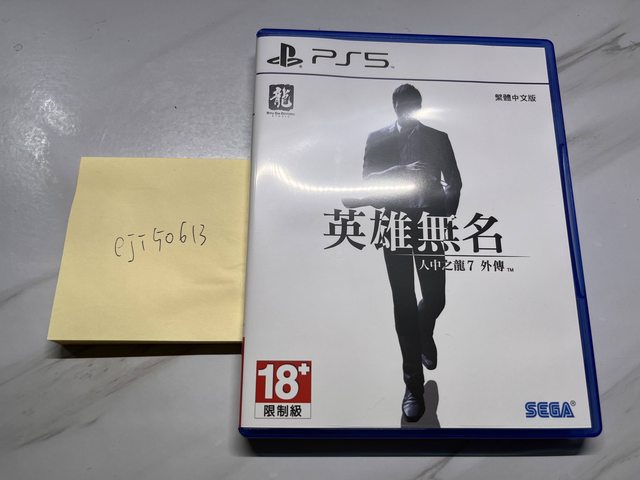 PS5
龍
繁體中文版
eji50613
英雄無名
人中之龍7 外傳™
18+
限制級
SEGA